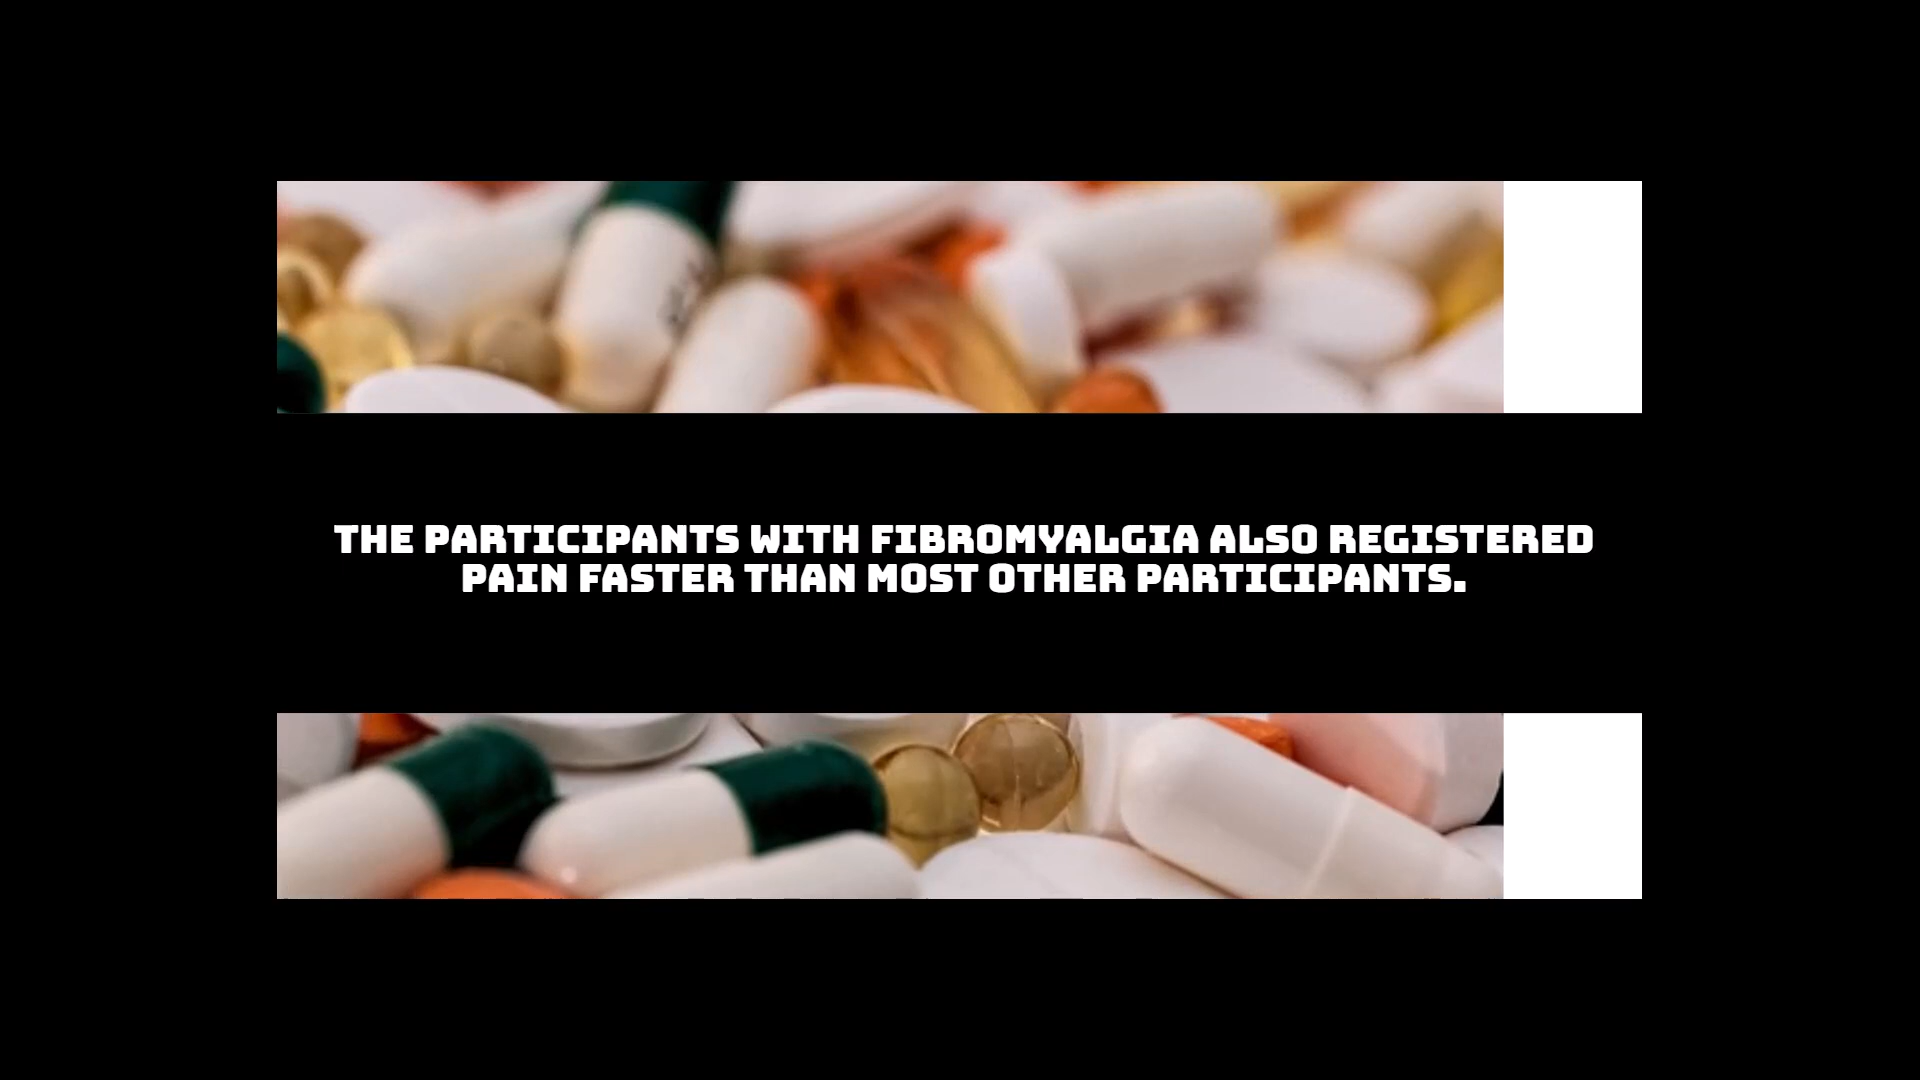 THE PARTICIPANTS WITH FIBROMYALGIA ALSO REGISTERED
PAIN FASTER THAN MOST OTHER PARTICIPANTS.